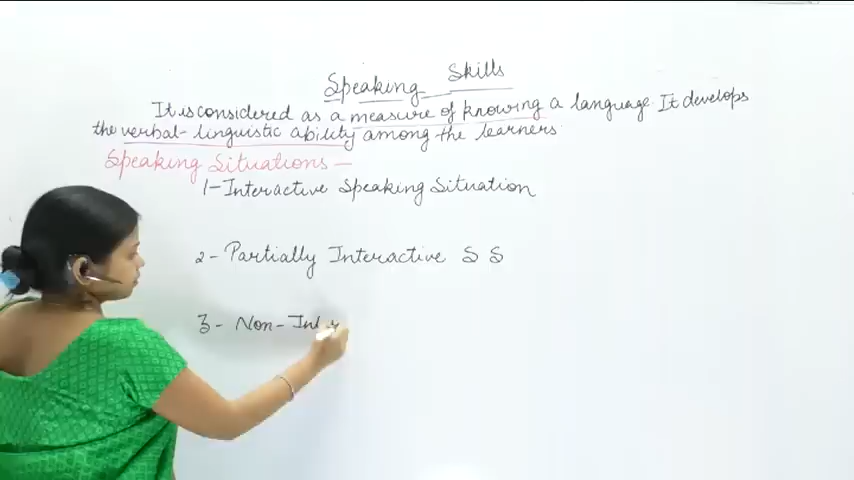 Speaking Skills
It is considered as a measure of knowing a language. It develops
the verbal-linguistic ability among the learners
Speaking Situations -
1-Interactive Speaking Situation
2- Partially Interactive S S
3- Non-Int